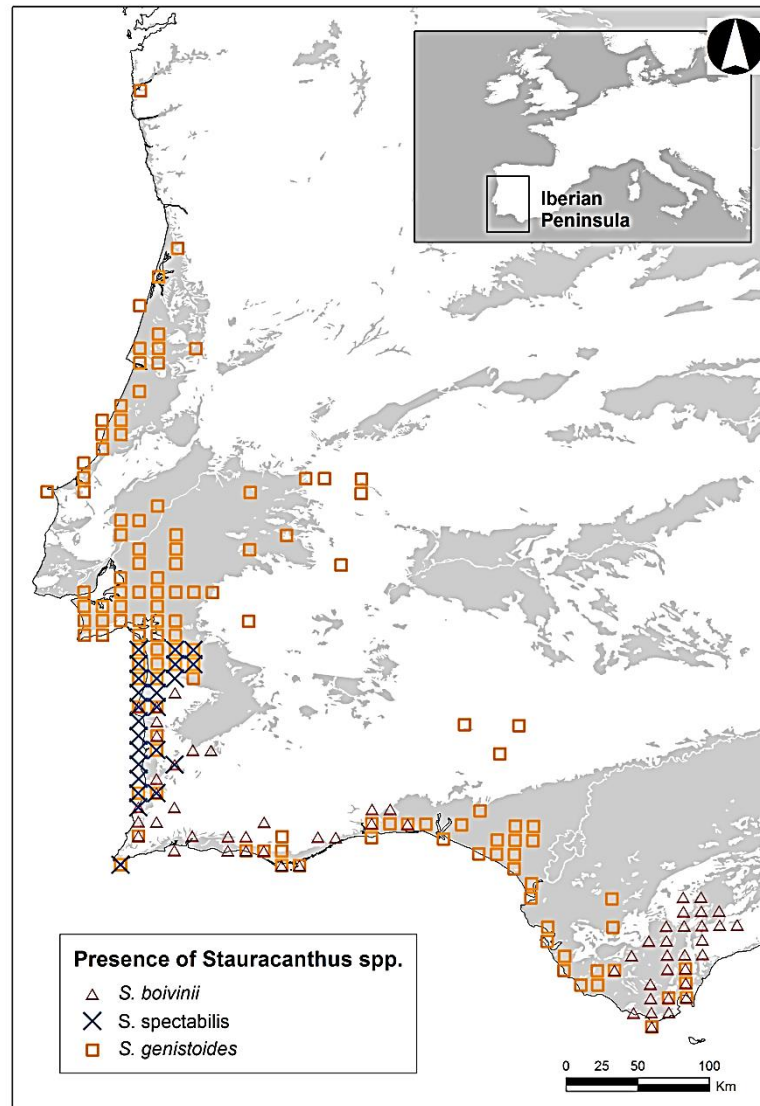 Iberian
Peninsula
Presence of Stauracanthus spp.
S. boivinii
S. spectabilis
S. genistoides
0 25 50 100
Km